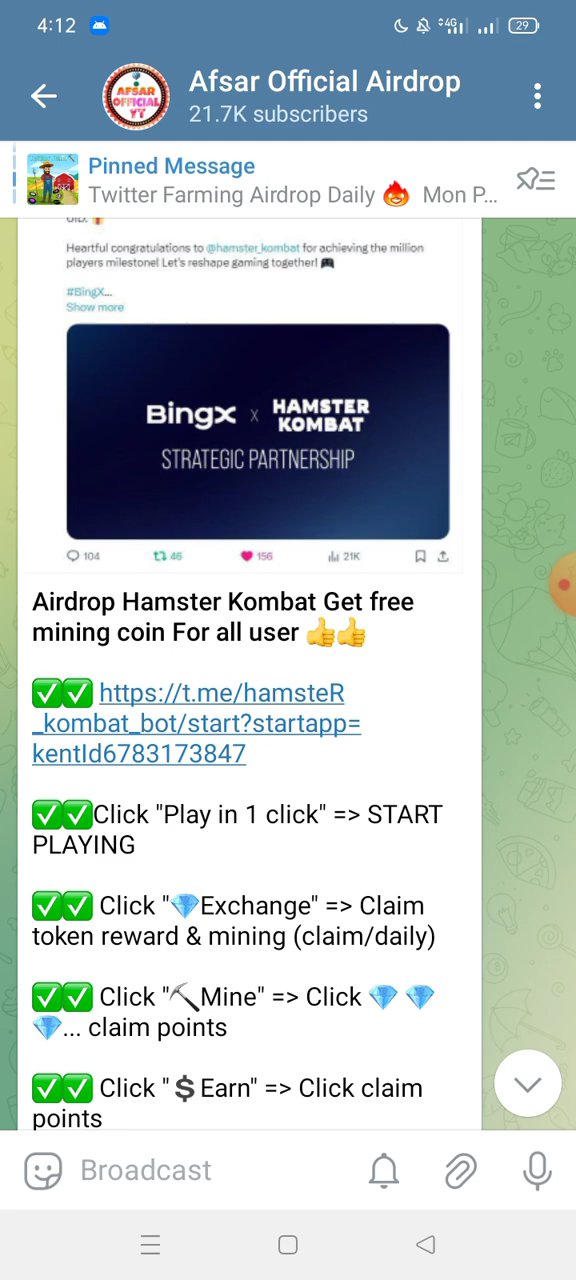 4:12
4G
29
AFSAR
OFFICIAL
YT
Afsar Official Airdrop
21.7K subscribers
Pinned Message
Twitter Farming Airdrop Daily 🔥 Mon P...
UID. 🎁
Heartful congratulations to @hamster_kombat for achieving the million
players milestone! Let's reshape gaming together! 🎮
#BingX...
Show more
BingX x HAMSTER
KOMBAT
STRATEGIC PARTNERSHIP
104 46 156 21K
Airdrop Hamster Kombat Get free
mining coin For all user 👍👍
✅✅ https://t.me/hamsteR
_kombat_bot/start?startapp=
kentId6783173847
✅✅Click "Play in 1 click" => START
PLAYING
✅✅ Click "💎Exchange" => Claim
token reward & mining (claim/daily)
✅✅ Click "⛏Mine" => Click 💎 💎
💎... claim points
✅✅ Click "💲Earn" => Click claim
points
Broadcast